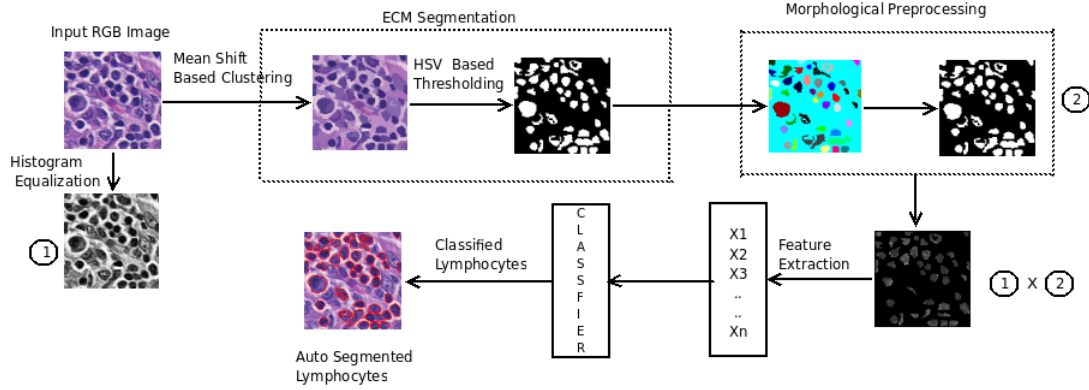 ECM Segmentation
Morphological Preprocessing
Input RGB Image
Mean Shift
Based Clustering
HSV Based
Thresholding
2
Histogram
Equalization
1
Classified
Lymphocytes
C
L
A
S
S
F
I
E
R
X1
X2
X3
..
..
Xn
Feature
Extraction
1 X 2
Auto Segmented
Lymphocytes